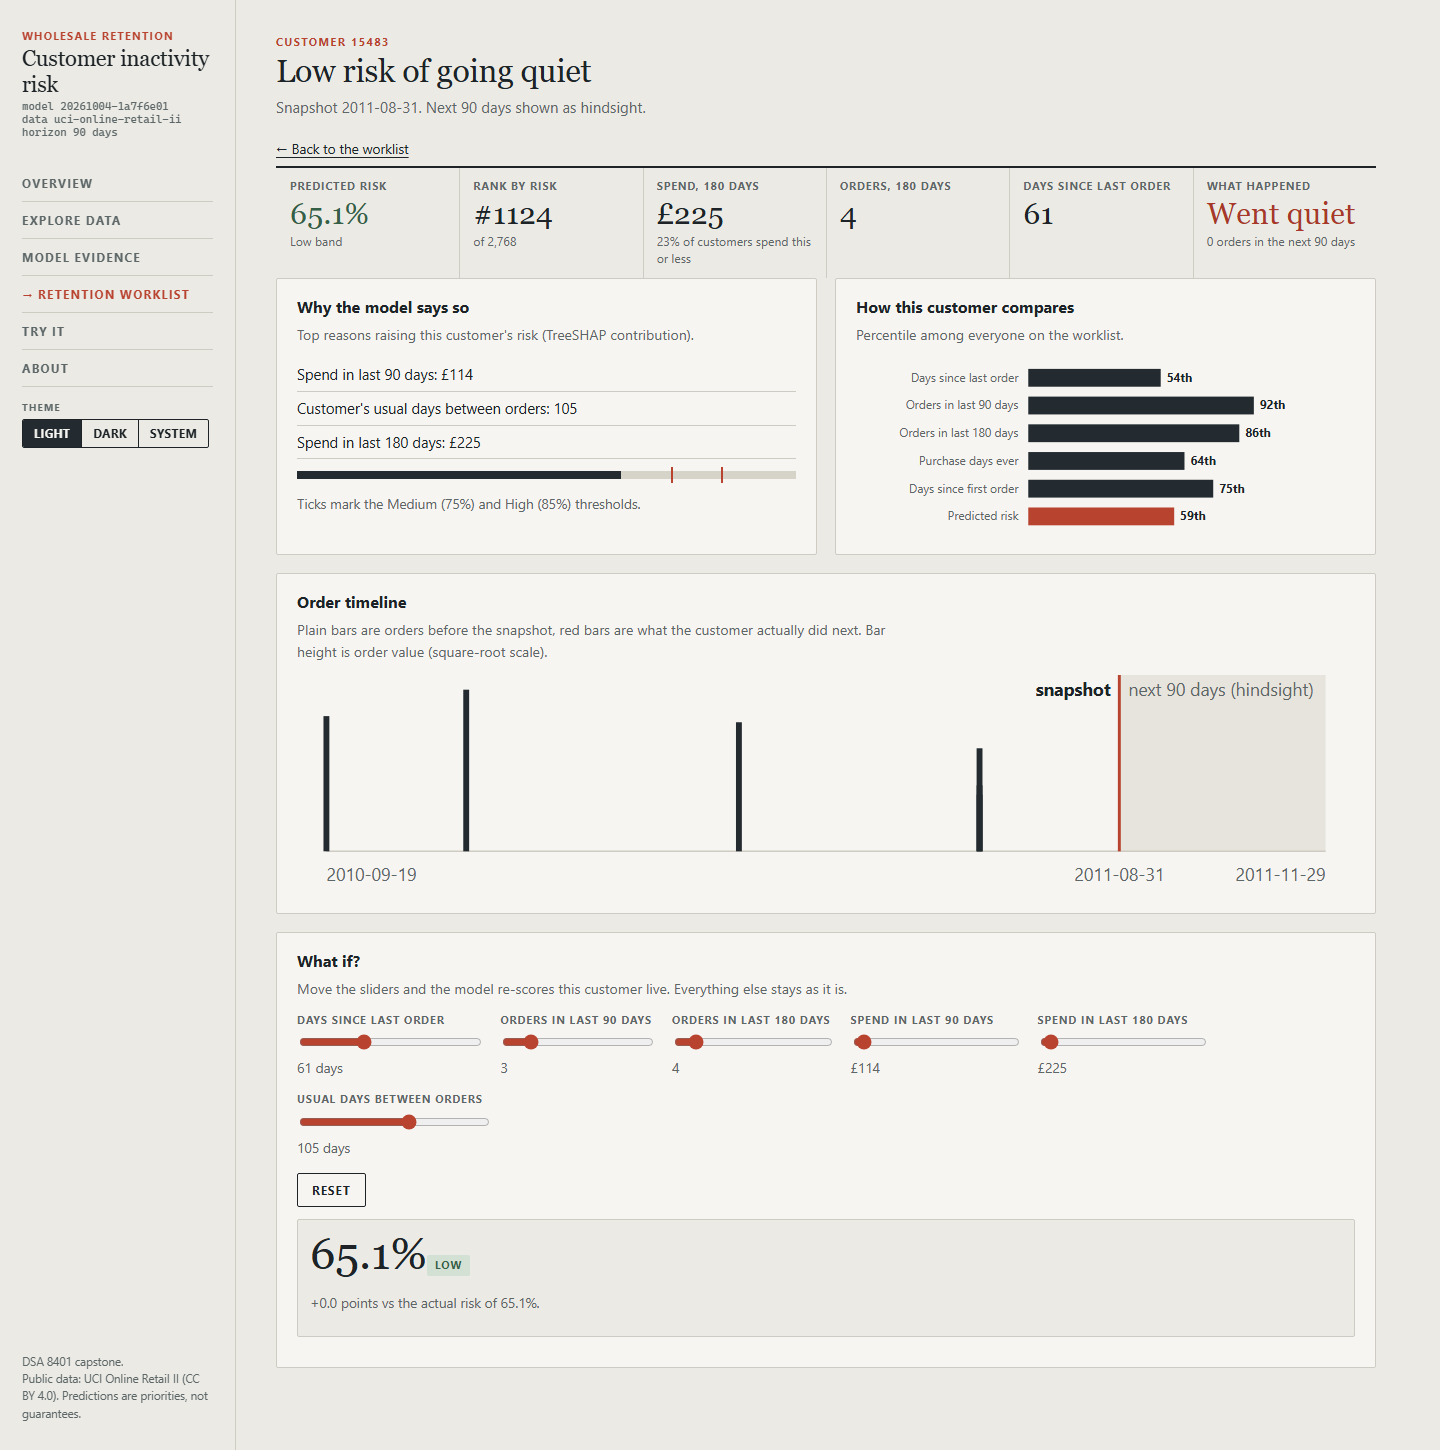 WHOLESALE RETENTION
Customer inactivity
risk
model 20261004-1a7f6e01
data uci-online-retail-ii
horizon 90 days
OVERVIEW
EXPLORE DATA
MODEL EVIDENCE
→ RETENTION WORKLIST
TRY IT
ABOUT
THEME
LIGHT DARK SYSTEM
DSA 8401 capstone.
Public data: UCI Online Retail II (CC
BY 4.0). Predictions are priorities, not
guarantees.
CUSTOMER 15483
Low risk of going quiet
Snapshot 2011-08-31. Next 90 days shown as hindsight.
← Back to the worklist
PREDICTED RISK
65.1%
Low band
RANK BY RISK
#1124
of 2,768
SPEND, 180 DAYS
£225
23% of customers spend this
or less
ORDERS, 180 DAYS
4
DAYS SINCE LAST ORDER
61
WHAT HAPPENED
Went quiet
0 orders in the next 90 days
Why the model says so
Top reasons raising this customer's risk (TreeSHAP contribution).
Spend in last 90 days: £114
Customer's usual days between orders: 105
Spend in last 180 days: £225
Ticks mark the Medium (75%) and High (85%) thresholds.
How this customer compares
Percentile among everyone on the worklist.
Days since last order 54th
Orders in last 90 days 92th
Orders in last 180 days 86th
Purchase days ever 64th
Days since first order 75th
Predicted risk 59th
Order timeline
Plain bars are orders before the snapshot, red bars are what the customer actually did next. Bar
height is order value (square-root scale).
snapshot next 90 days (hindsight)
2010-09-19 2011-08-31 2011-11-29
What if?
Move the sliders and the model re-scores this customer live. Everything else stays as it is.
DAYS SINCE LAST ORDER
61 days
ORDERS IN LAST 90 DAYS
3
ORDERS IN LAST 180 DAYS
4
SPEND IN LAST 90 DAYS
£114
SPEND IN LAST 180 DAYS
£225
USUAL DAYS BETWEEN ORDERS
105 days
RESET
65.1% LOW
+0.0 points vs the actual risk of 65.1%.